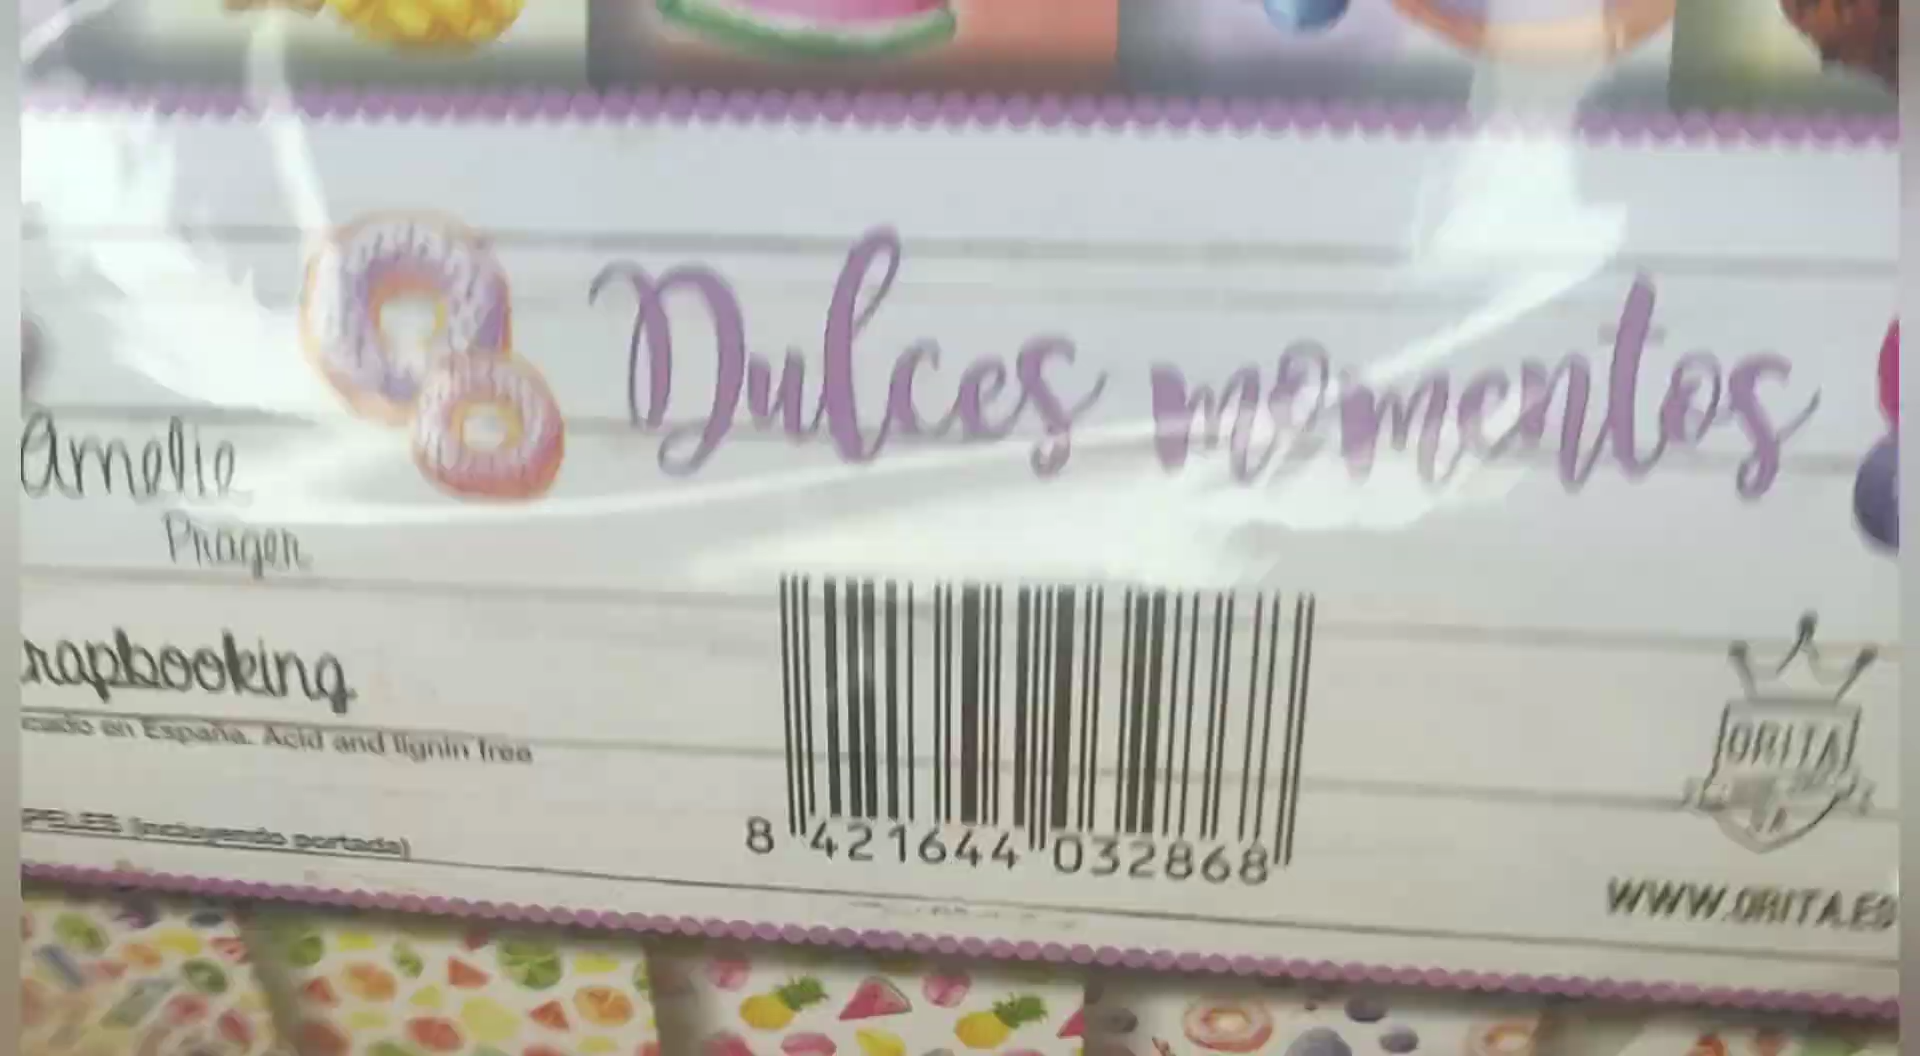 Dulces momentos
Amelie
Prager
rapbooking
cado en España. Acid and lignin free
PELES (incluyendo portada)
8 421644 032868
ORITA
WWW.ORITA.ES